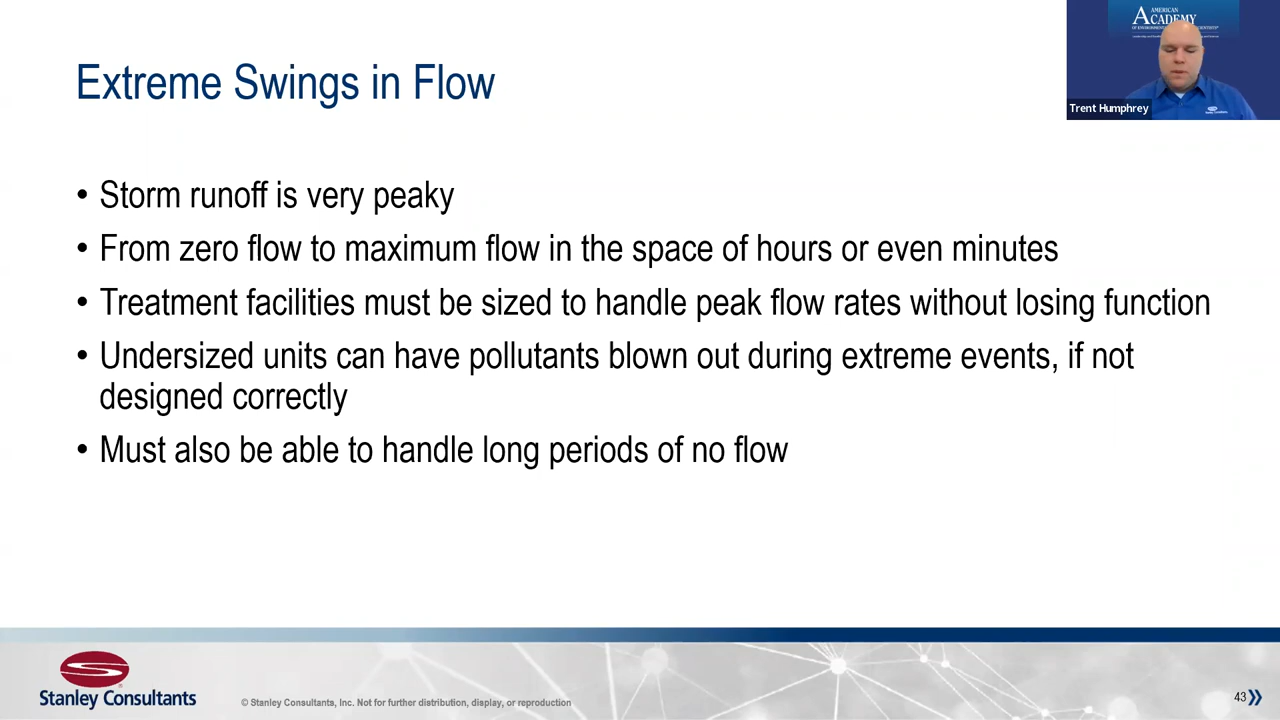 AMERICAN
ACADEMY
Extreme Swings in Flow
Trent Humphrey
• Storm runoff is very peaky
• From zero flow to maximum flow in the space of hours or even minutes
• Treatment facilities must be sized to handle peak flow rates without losing function
• Undersized units can have pollutants blown out during extreme events, if not
designed correctly
• Must also be able to handle long periods of no flow
Stanley Consultants
© Stanley Consultants, Inc. Not for further distribution, display, or reproduction
43